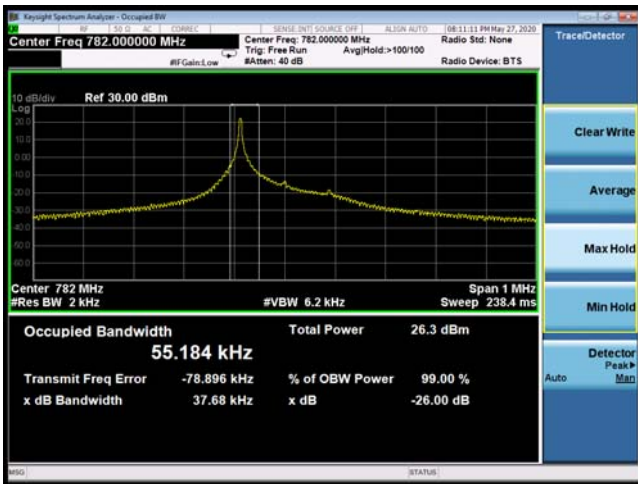 Keysight Spectrum Analyzer - Occupied BW
RF 50 Ω AC CORREC SENSE:INT SOURCE OFF ALIGN AUTO 08:11:11 PM May 27, 2020
Center Freq 782.000000 MHz
Center Freq: 782.000000 MHz
Radio Std: None
Trig: Free Run Avg|Hold:>100/100
#IFGain:Low #Atten: 40 dB Radio Device: BTS
Trace/Detector
10 dB/div Ref 30.00 dBm
Log
20.0
10.0
0.00
Clear Write
Average
Max Hold
Center 782 MHz Span 1 MHz
#Res BW 2 kHz #VBW 6.2 kHz Sweep 238.4 ms
Min Hold
Occupied Bandwidth Total Power 26.3 dBm
55.184 kHz
Transmit Freq Error -78.896 kHz % of OBW Power 99.00 %
x dB Bandwidth 37.68 kHz x dB -26.00 dB
Detector
Peak▶
Auto Man
MSG STATUS